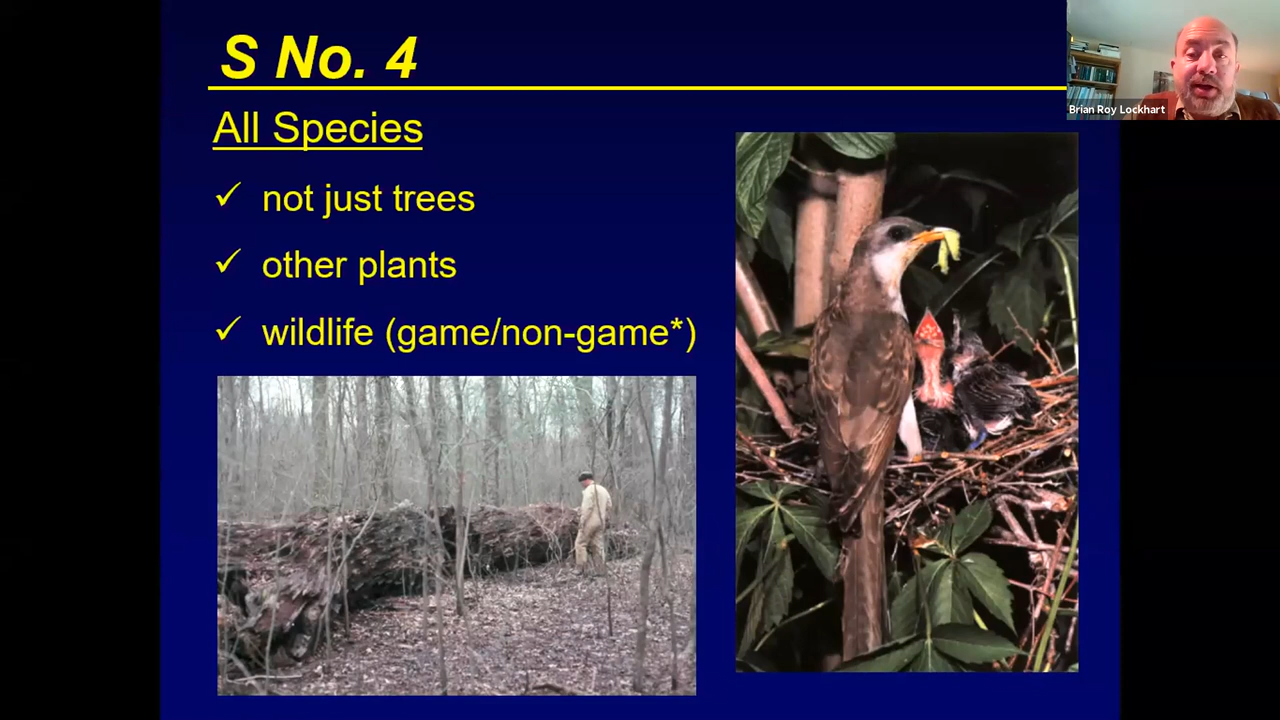 S No. 4
All Species
✓ not just trees
✓ other plants
✓ wildlife (game/non-game*)
Brian Roy Lockhart